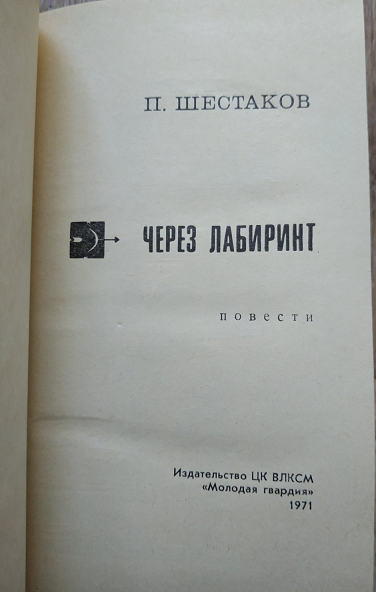 П. ШЕСТАКОВ
ЧЕРЕЗ ЛАБИРИНТ
повести
Издательство ЦК ВЛКСМ
«Молодая гвардия»
1971